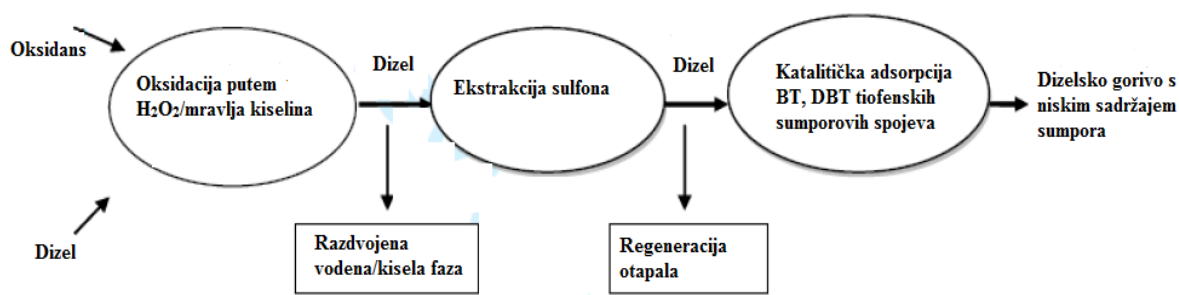 Oksidans
Dizel
Oksidacija putem
H₂O₂/mravlja kiselina
Dizel
Razdvojena
vodena/kisela faza
Ekstrakcija sulfona
Dizel
Regeneracija
otapala
Katalitička adsorpcija
BT, DBT tiofenskih
sumporovih spojeva
Dizelsko gorivo s
niskim sadržajem
sumpora